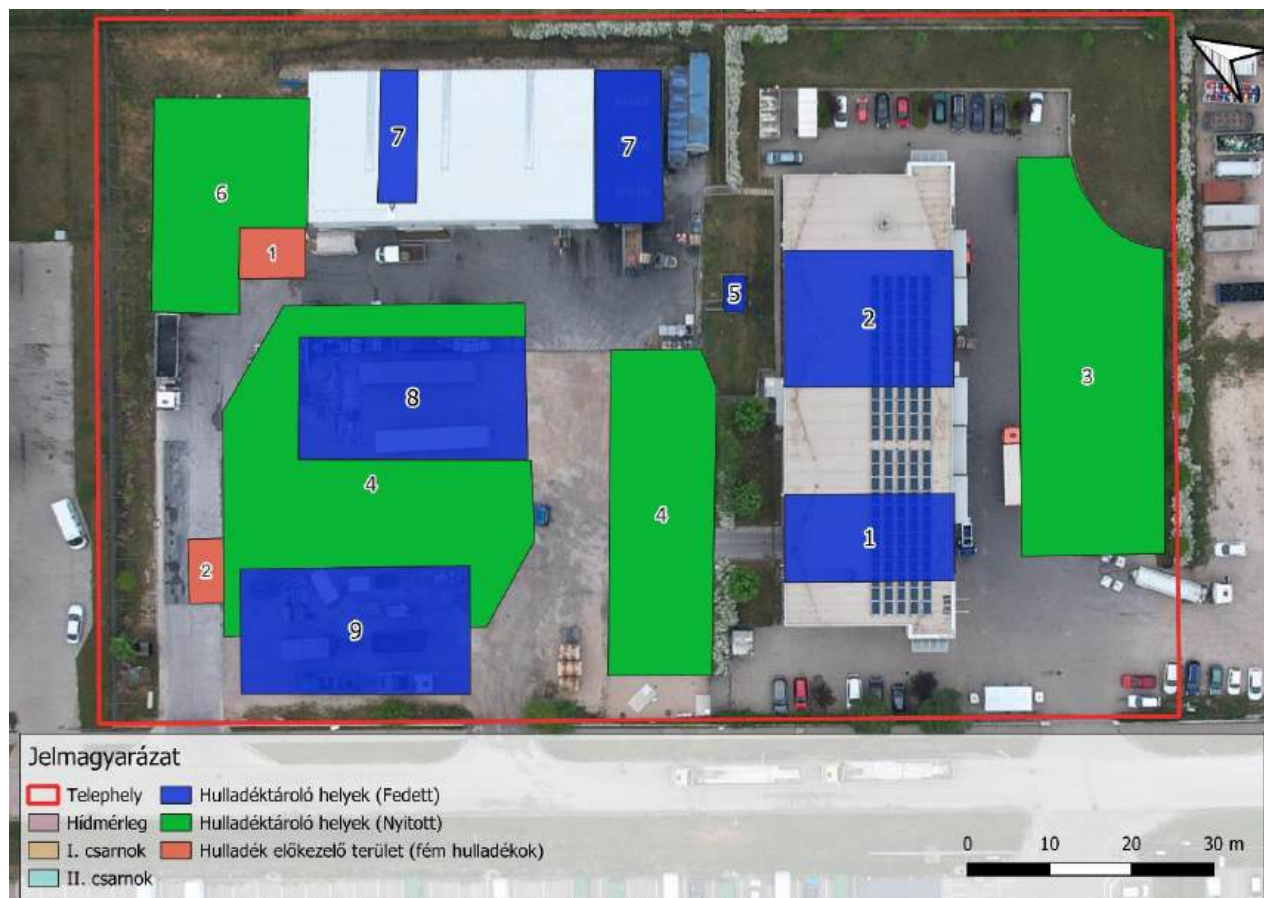 7
7
6
1
5
2
3
8
4
4
1
2
9
Jelmagyarázat
Telephely
Hulladéktároló helyek (Fedett)
Hídmérleg
Hulladéktároló helyek (Nyitott)
I. csarnok
Hulladék előkezelő terület (fém hulladékok)
II. csarnok
0 10 20 30 m